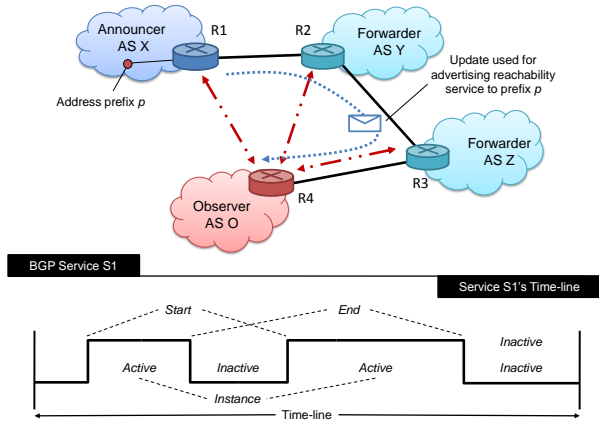 Announcer
AS X
R1
R2
Forwarder
AS Y
Update used for
advertising reachability
service to prefix p
Address prefix p
Forwarder
AS Z
R3
R4
Observer
AS O
BGP Service S1
Service S1's Time-line
Start
End
Inactive
Active
Inactive
Active
Inactive
Instance
Time-line